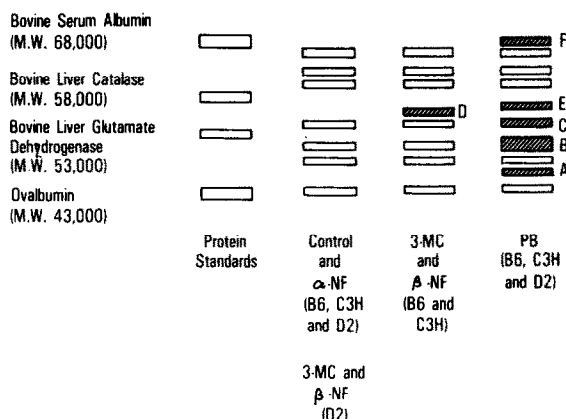 Bovine Serum Albumin
(M.W. 68,000)
Bovine Liver Catalase
(M.W. 58,000)
Bovine Liver Glutamate
Dehydrogenase
(M.W. 53,000)
Ovalbumin
(M.W. 43,000)
F
E
D
C
B
A
Protein
Standards
Control
and
α-NF
(B6, C3H
and D2)
3-MC and
β-NF
(D2)
3-MC
and
β-NF
(B6 and
C3H)
PB
(B6, C3H
and D2)